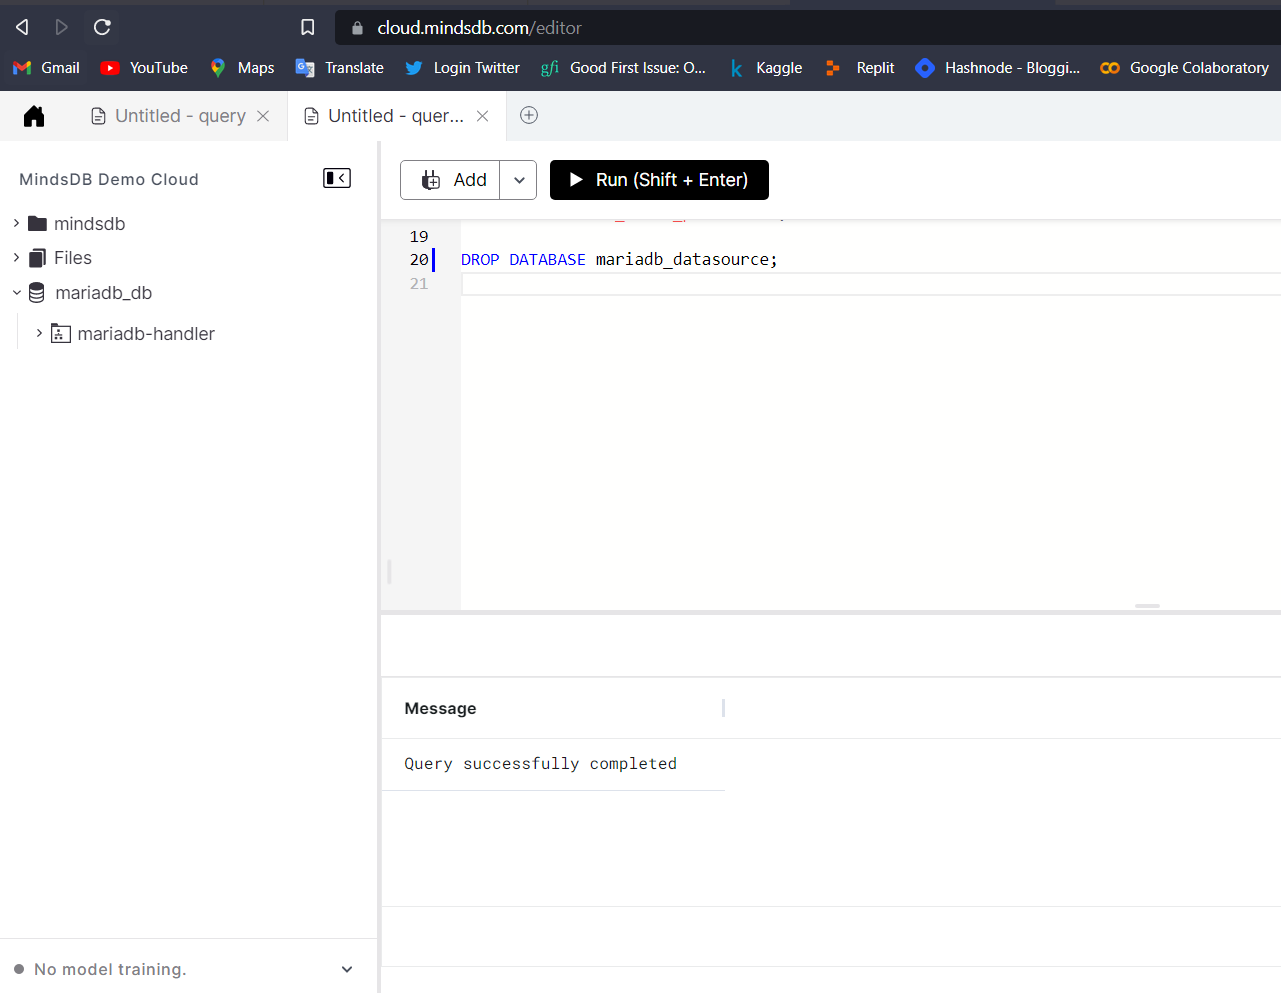 cloud.mindsdb.com/editor
Gmail YouTube Maps Translate Login Twitter gfi Good First Issue: O... k Kaggle Replit Hashnode - Bloggi... Google Colaboratory
Untitled - query Untitled - quer...
MindsDB Demo Cloud
Add Run (Shift + Enter)
mindsdb
Files
mariadb_db
mariadb-handler
19
20 DROP DATABASE mariadb_datasource;
21
Message
Query successfully completed
No model training.